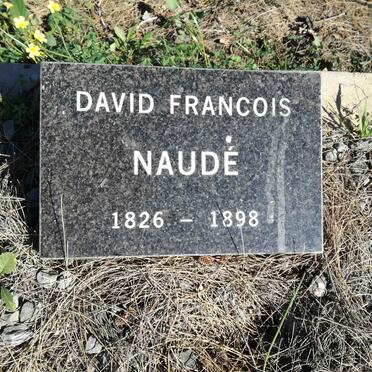 DAVID FRANCOIS
NAUDÉ
1826 – 1898